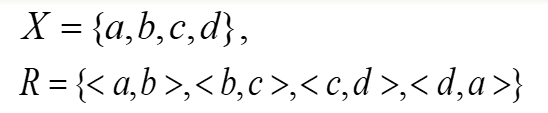 X = {a,b,c,d},
R = {< a,b >,< b,c >,< c,d >,< d,a >}